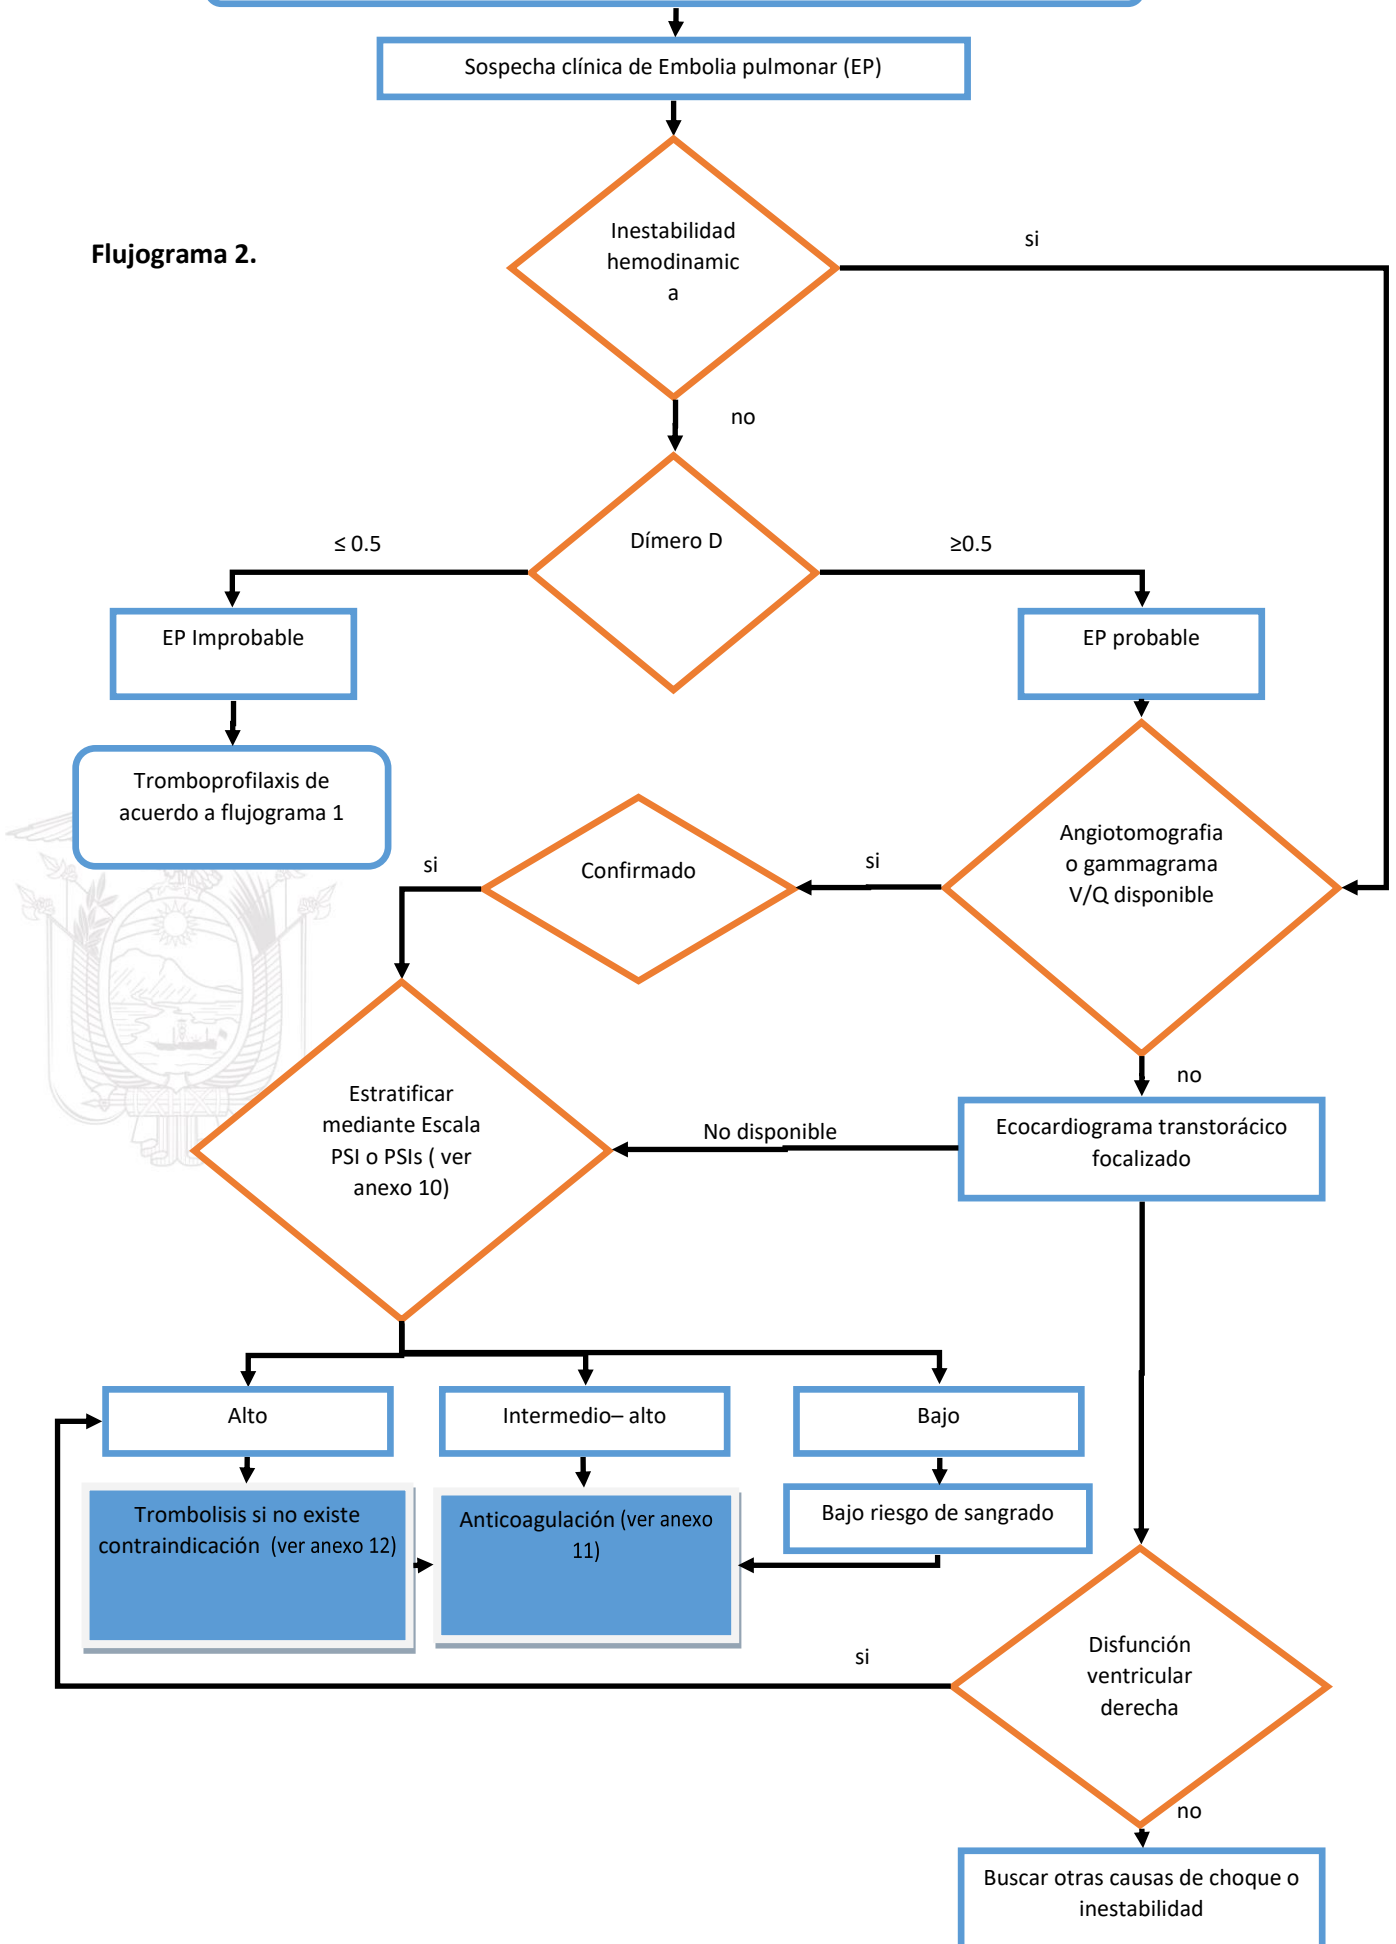 Sospecha clínica de Embolia pulmonar (EP)
Flujograma 2.
Inestabilidad
hemodinamic
a
si
no
Dímero D
≤ 0.5
≥0.5
EP Improbable
EP probable
Tromboprofilaxis de
acuerdo a flujograma 1
Angiotomografia
o gammagrama
V/Q disponible
si
Confirmado
si
no
Estratificar
mediante Escala
PSI o PSIs ( ver
anexo 10)
No disponible
Ecocardiograma transtorácico
focalizado
Alto
Intermedio– alto
Bajo
Trombolisis si no existe
contraindicación (ver anexo 12)
Anticoagulación (ver anexo
11)
Bajo riesgo de sangrado
Disfunción
ventricular
derecha
si
no
Buscar otras causas de choque o
inestabilidad